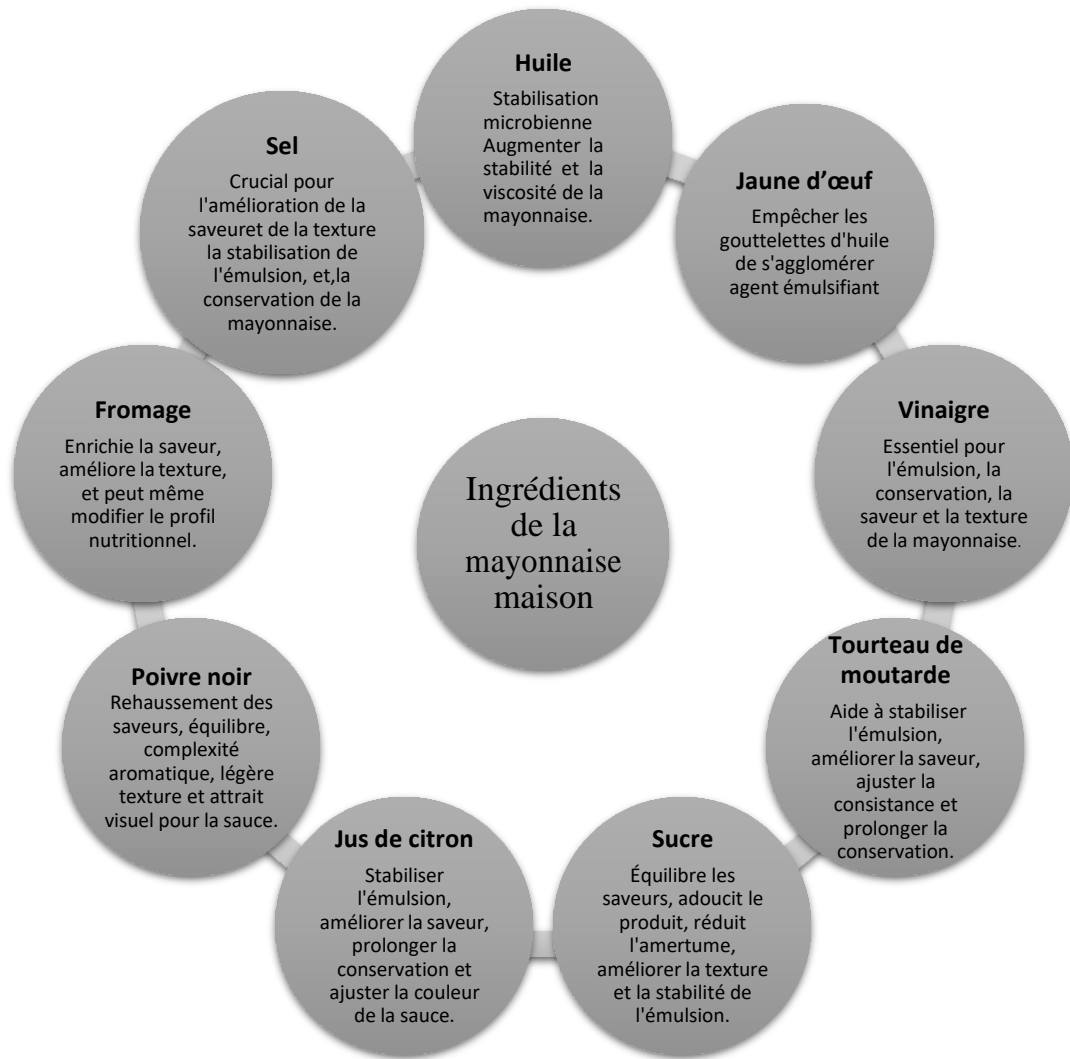 Huile
Stabilisation
microbienne
Augmenter la
stabilité et la
viscosité de la
mayonnaise.
Jaune d’œuf
Empêcher les
gouttelettes d'huile
de s'agglomérer
agent émulsifiant
Vinaigre
Essentiel pour
l'émulsion, la
conservation, la
saveur et la texture
de la mayonnaise.
Tourteau de
moutarde
Aide à stabiliser
l'émulsion,
améliorer la saveur,
ajuster la
consistance et
prolonger la
conservation.
Sucre
Équilibre les
saveurs, adoucit le
produit, réduit
l'amertume,
améliorer la texture
et la stabilité de
l'émulsion.
Jus de citron
Stabiliser
l'émulsion,
améliorer la saveur,
prolonger la
conservation et
ajuster la couleur
de la sauce.
Poivre noir
Rehaussement des
saveurs, équilibre,
complexité
aromatique, légère
texture et attrait
visuel pour la sauce.
Fromage
Enrichie la saveur,
améliore la texture,
et peut même
modifier le profil
nutritionnel.
Sel
Crucial pour
l'amélioration de la
saveuret de la texture
la stabilisation de
l'émulsion, et,la
conservation de la
mayonnaise.
Ingrédients
de la
mayonnaise
maison